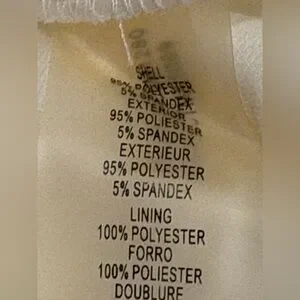 SHELL
95% POLYESTER
5% SPANDEX
EXTERIOR
95% POLIESTER
5% SPANDEX
EXTERIEUR
95% POLYESTER
5% SPANDEX
LINING
100% POLYESTER
FORRO
100% POLIESTER
DOUBLURE